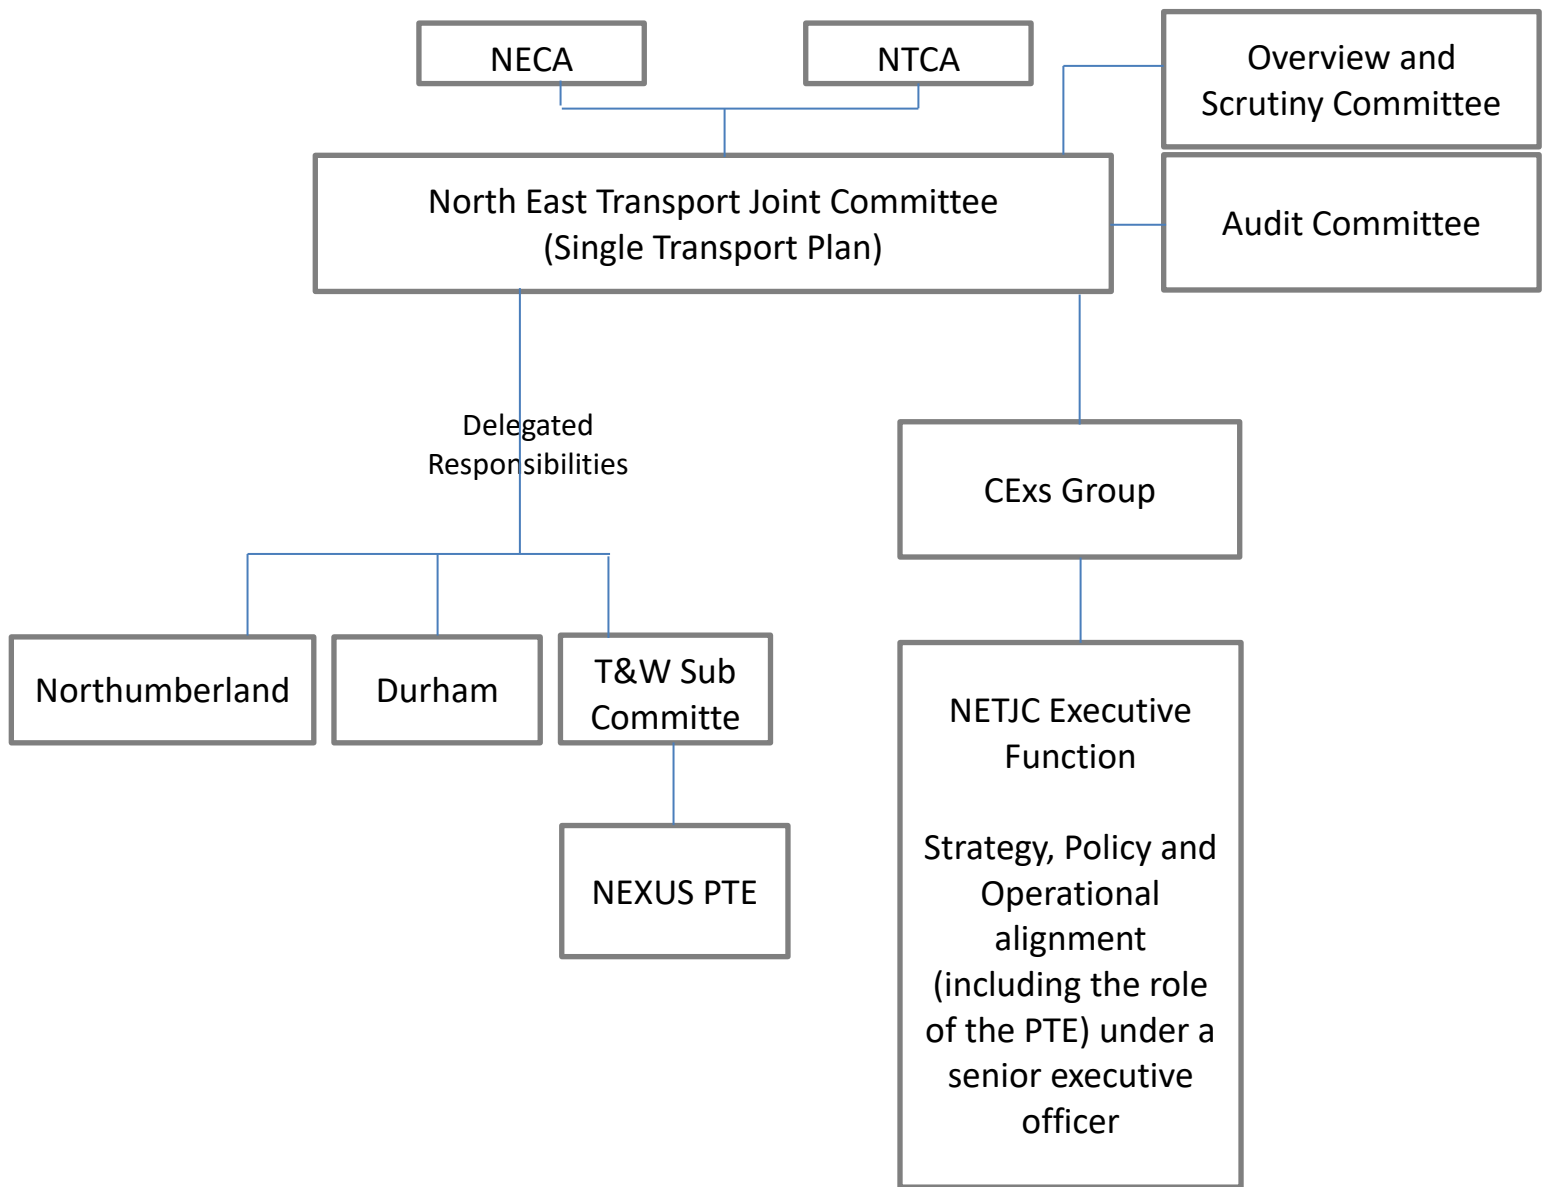 NECA
NTCA
Overview and
Scrutiny Committee
North East Transport Joint Committee
(Single Transport Plan)
Audit Committee
Delegated
Responsibilities
CExs Group
Northumberland
Durham
T&W Sub
Committe
NEXUS PTE
NETJC Executive
Function
Strategy, Policy and
Operational
alignment
(including the role
of the PTE) under a
senior executive
officer